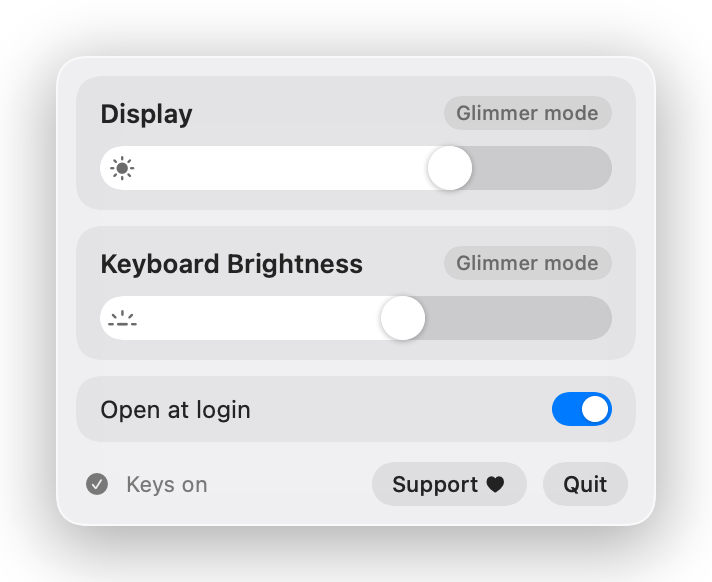 Display
Glimmer mode
Keyboard Brightness
Glimmer mode
Open at login
Keys on
Support ♥
Quit